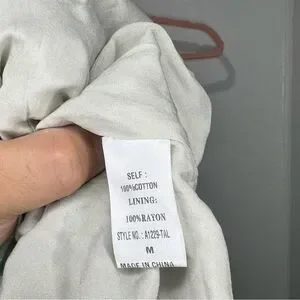 SELF :
100%COTTON
LINING:
100%RAYON
STYLE NO.: A1229-TAL
M
MADE IN CHINA